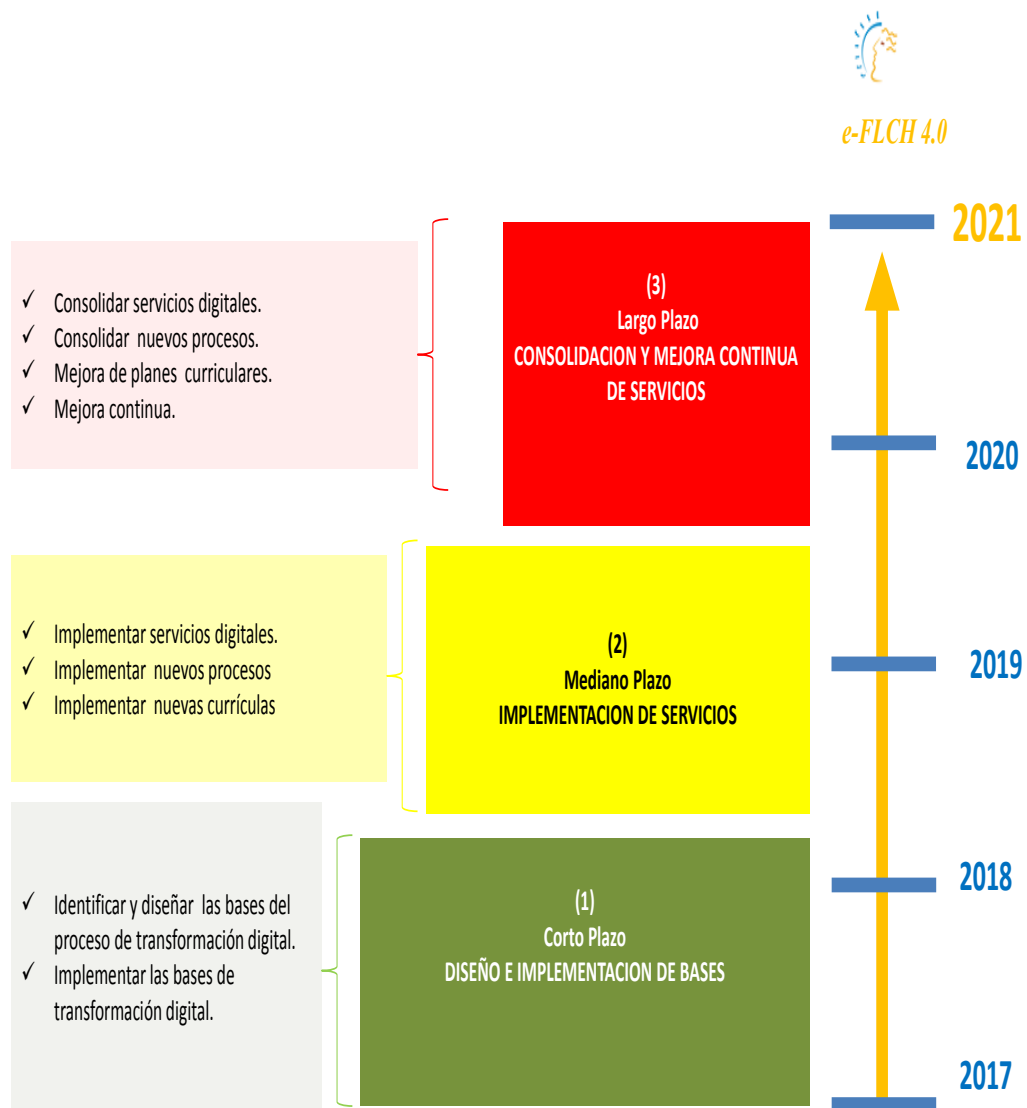 e-FLCH 4.0
2021
(3)
Largo Plazo
CONSOLIDACION Y MEJORA CONTINUA
DE SERVICIOS
✓ Consolidar servicios digitales.
✓ Consolidar nuevos procesos.
✓ Mejora de planes curriculares.
✓ Mejora continua.
2020
(2)
Mediano Plazo
IMPLEMENTACION DE SERVICIOS
✓ Implementar servicios digitales.
✓ Implementar nuevos procesos
✓ Implementar nuevas currículas
2019
2018
(1)
Corto Plazo
DISEÑO E IMPLEMENTACION DE BASES
✓ Identificar y diseñar las bases del
proceso de transformación digital.
✓ Implementar las bases de
transformación digital.
2017